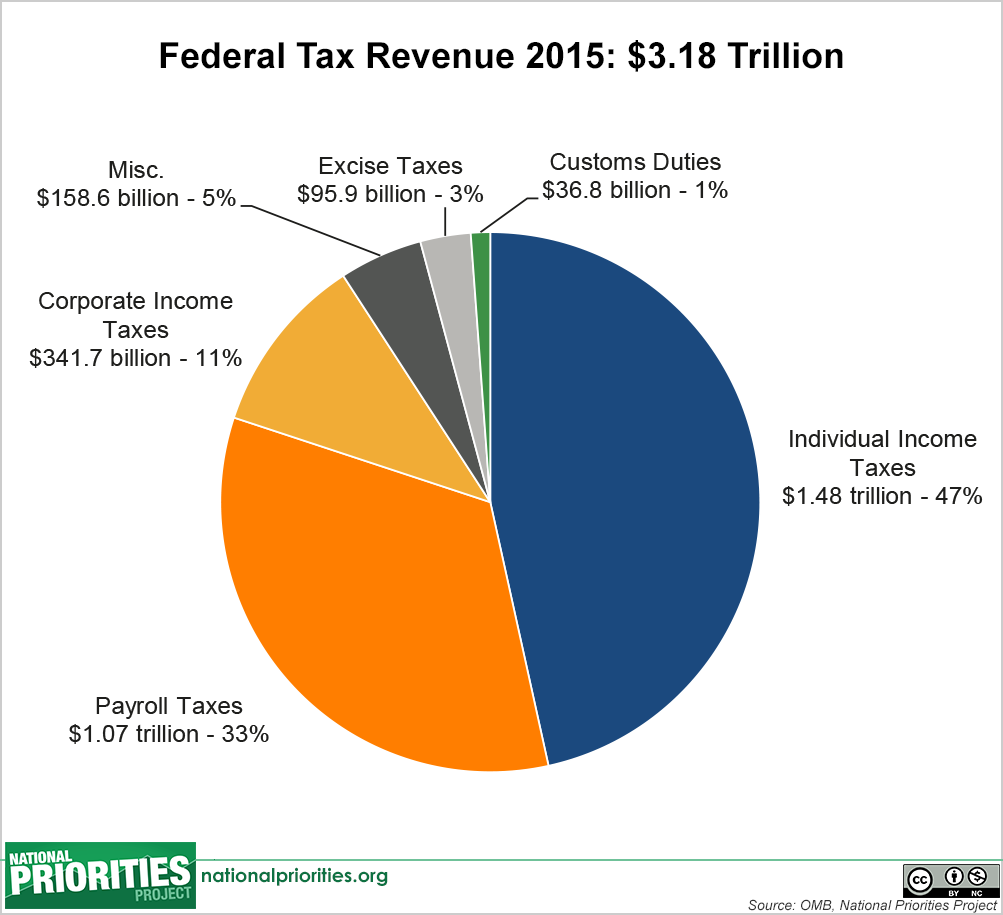 Federal Tax Revenue 2015: $3.18 Trillion
Misc.
$158.6 billion - 5%
Excise Taxes
$95.9 billion - 3%
Customs Duties
$36.8 billion - 1%
Corporate Income
Taxes
$341.7 billion - 11%
Individual Income
Taxes
$1.48 trillion - 47%
Payroll Taxes
$1.07 trillion - 33%
NATIONAL
PRIORITIES
PROJECT
nationalpriorities.org
cc
BY NC
Source: OMB, National Priorities Project